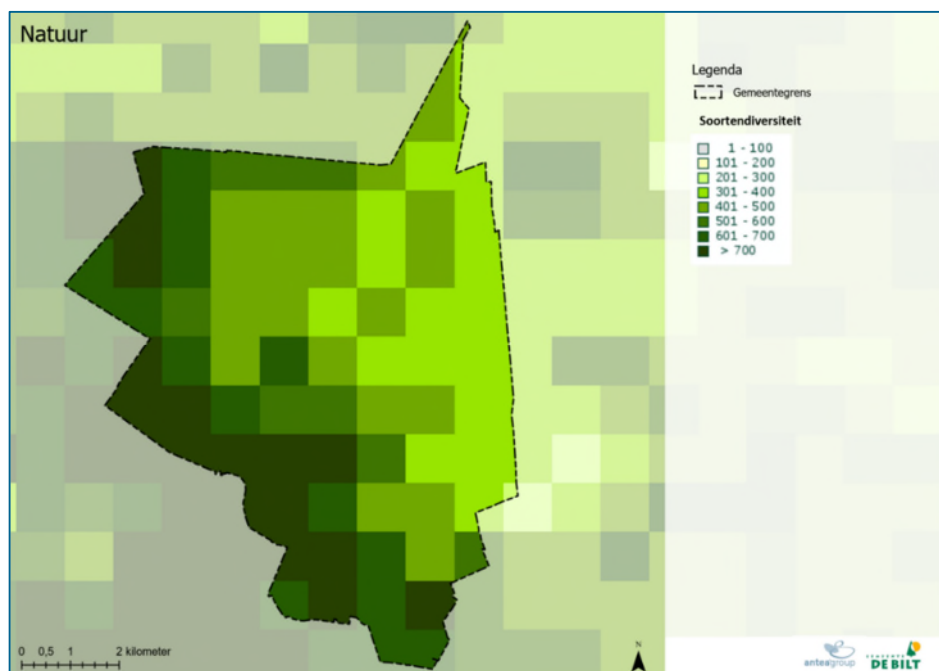 Natuur
Legenda
Gemeentegrens
Soortendiversiteit
1 - 100
101 - 200
201 - 300
301 - 400
401 - 500
501 - 600
601 - 700
> 700
0 0,5 1 2 kilometer
N
anteagroup
GEMEENTE
DE BILT